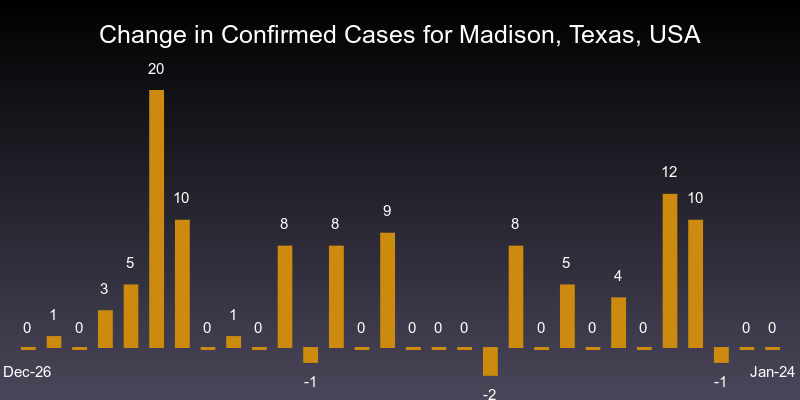 Change in Confirmed Cases for Madison, Texas, USA
0 1 0 3 5 20 10 0 1 0 8 -1 8 0 9 0 0 0 -2 8 0 5 0 4 0 12 10 -1 0 0
Dec-26 Jan-24